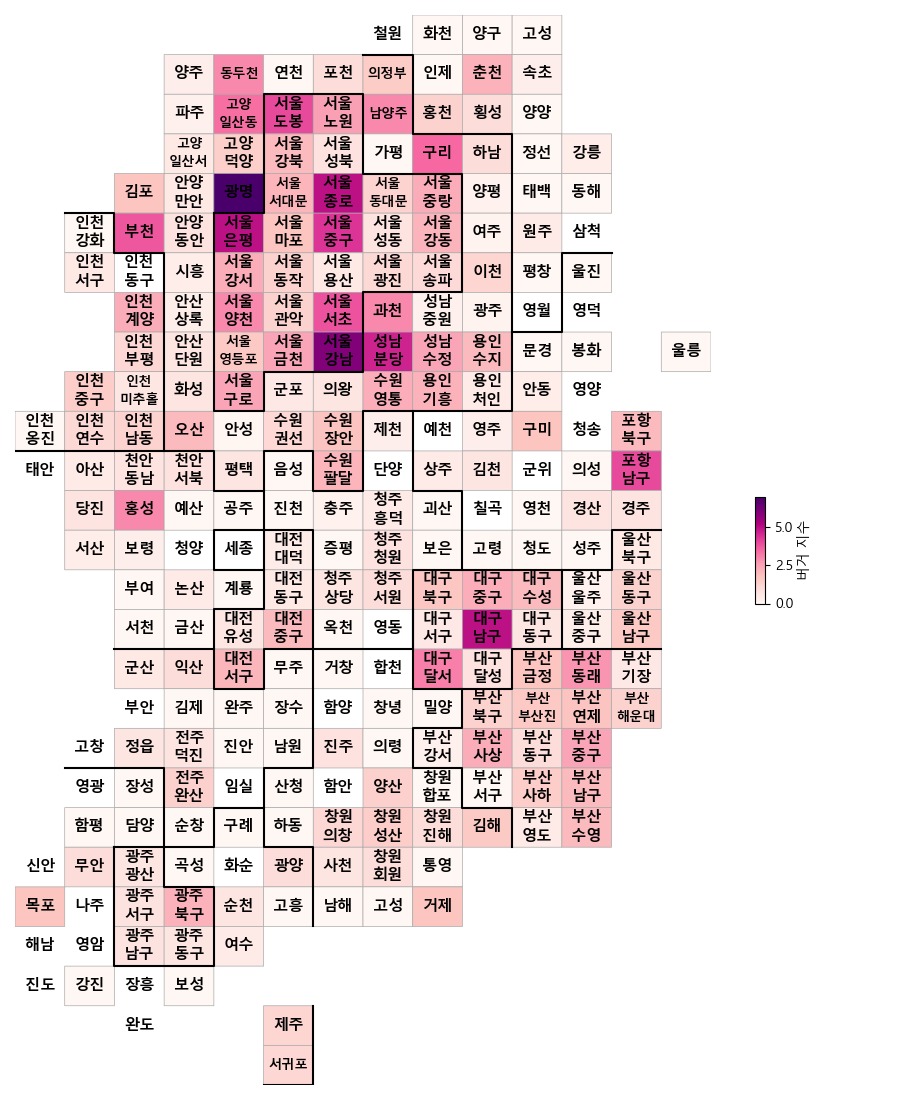 철원 화천 양구 고성
양주 동두천 연천 포천 의정부 인제 춘천 속초
파주 고양 일산동 서울 도봉 서울 노원 남양주 홍천 횡성 양양
고양 일산서 고양 덕양 서울 강북 서울 성북 가평 구리 하남 정선 강릉
김포 안양 만안 광명 서울 서대문 서울 종로 서울 동대문 서울 중랑 양평 태백 동해
인천 강화 부천 안양 동안 서울 은평 서울 마포 서울 중구 서울 성동 서울 강동 여주 원주 삼척
인천 서구 인천 동구 시흥 서울 강서 서울 동작 서울 용산 서울 광진 서울 송파 이천 평창 울진
인천 계양 안산 상록 서울 양천 서울 관악 서울 서초 과천 성남 중원 광주 영월 영덕
인천 부평 안산 단원 서울 영등포 서울 금천 서울 강남 성남 분당 성남 수정 용인 수지 문경 봉화 울릉
인천 중구 인천 미추홀 화성 서울 구로 군포 의왕 수원 영통 용인 기흥 용인 처인 안동 영양
인천 옹진 인천 연수 인천 남동 오산 안성 수원 권선 수원 장안 제천 예천 영주 구미 청송 포항 북구
태안 아산 천안 동남 천안 서북 평택 음성 수원 팔달 단양 상주 김천 군위 의성 포항 남구
당진 홍성 예산 공주 진천 충주 청주 흥덕 괴산 칠곡 영천 경산 경주
서산 보령 청양 세종 대전 대덕 증평 청주 청원 보은 고령 청도 성주 울산 북구
부여 논산 계룡 대전 동구 청주 상당 청주 서원 대구 북구 대구 중구 대구 수성 울산 울주 울산 동구
서천 금산 대전 유성 대전 중구 옥천 영동 대구 서구 대구 남구 대구 동구 울산 중구 울산 남구
군산 익산 대전 서구 무주 거창 합천 대구 달서 대구 달성 부산 금정 부산 동래 부산 기장
부안 김제 완주 장수 함양 창녕 밀양 부산 북구 부산 부산진 부산 연제 부산 해운대
고창 정읍 전주 덕진 진안 남원 진주 의령 부산 강서 부산 사상 부산 동구 부산 중구
영광 장성 전주 완산 임실 산청 함안 양산 창원 합포 부산 서구 부산 사하 부산 남구
함평 담양 순창 구례 하동 창원 의창 창원 성산 창원 진해 김해 부산 영도 부산 수영
신안 무안 광주 광산 곡성 화순 광양 사천 창원 회원 통영
목포 나주 광주 서구 광주 북구 순천 고흥 남해 고성 거제
해남 영암 광주 남구 광주 동구 여수
진도 강진 장흥 보성
완도 제주
서귀포
5.0
2.5
0.0
버거 지수